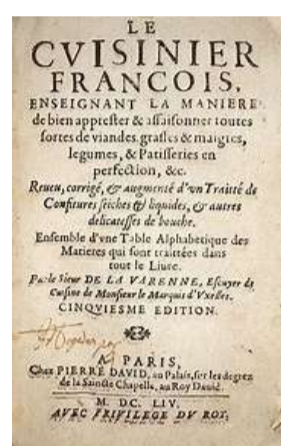 LE
CVISINIER
FRANCOIS,
ENSEIGNANT LA MANIERE
de bien apprester & assaisonner toutes
sortes de viandes, grasses & maigres,
legumes, & Patisseries en
perfection, &c.
Reueu, corrigé, & augmenté d'vn Traitté de
Confitures seiches & liquides, & autres
delicatesses de bouche.
Ensemble d'vne Table Alphabetique des
Matieres qui sont traittées dans
tout le Liure.
Par le Sieur DE LA VARENNE, Escuyer de
Cuisine de Monsieur le Marquis d'Vxelles.
CINQVIESME EDITION.
A PARIS,
Chez PIERRE DAVID, au Palais, sur les degrez
de la Saincte Chapelle, au Roy Dauid.
M. DC. LIV.
AVEC PRIVILEGE DV ROY.